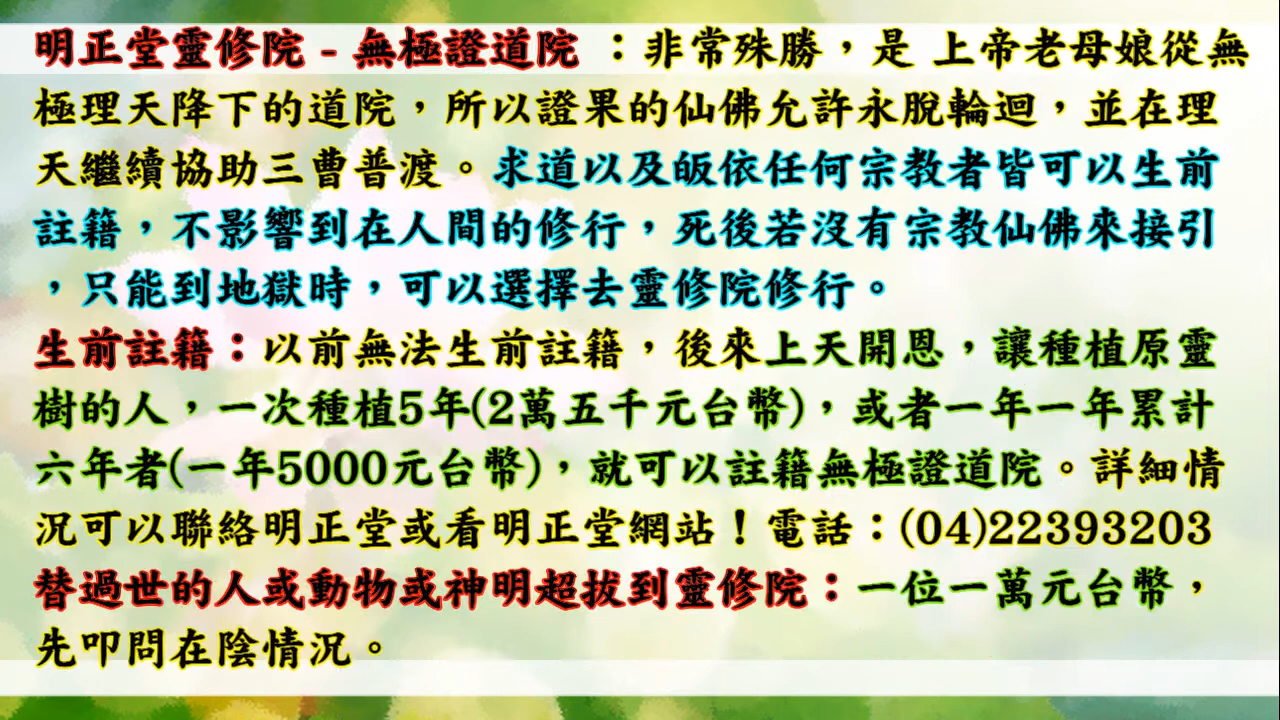 明正堂靈修院 - 無極證道院 ：非常殊勝，是 上帝老母娘從無
極理天降下的道院，所以證果的仙佛允許永脫輪迴，並在理
天繼續協助三曹普渡。求道以及皈依任何宗教者皆可以生前
註籍，不影響到在人間的修行，死後若沒有宗教仙佛來接引
，只能到地獄時，可以選擇去靈修院修行。
生前註籍：以前無法生前註籍，後來上天開恩，讓種植原靈
樹的人，一次種植5年(2萬五千元台幣)，或者一年一年累計
六年者(一年5000元台幣)，就可以註籍無極證道院。詳細情
況可以聯絡明正堂或看明正堂網站！電話：(04)22393203
替過世的人或動物或神明超拔到靈修院：一位一萬元台幣，
先叩問在陰情況。